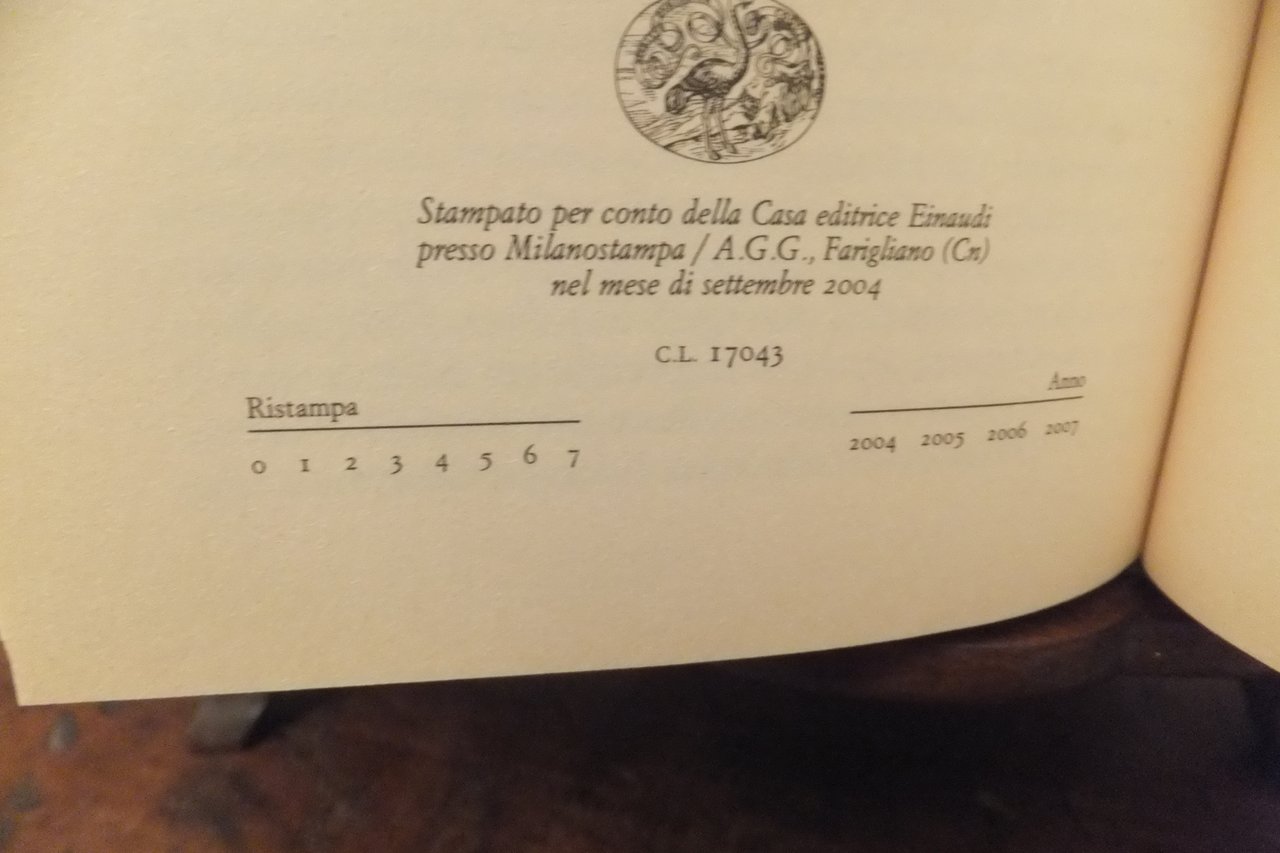 Stampato per conto della Casa editrice Einaudi
presso Milanostampa / A.G.G., Farigliano (Cn)
nel mese di settembre 2004
C.L. 17043
Ristampa
0 1 2 3 4 5 6 7
Anno
2004 2005 2006 2007